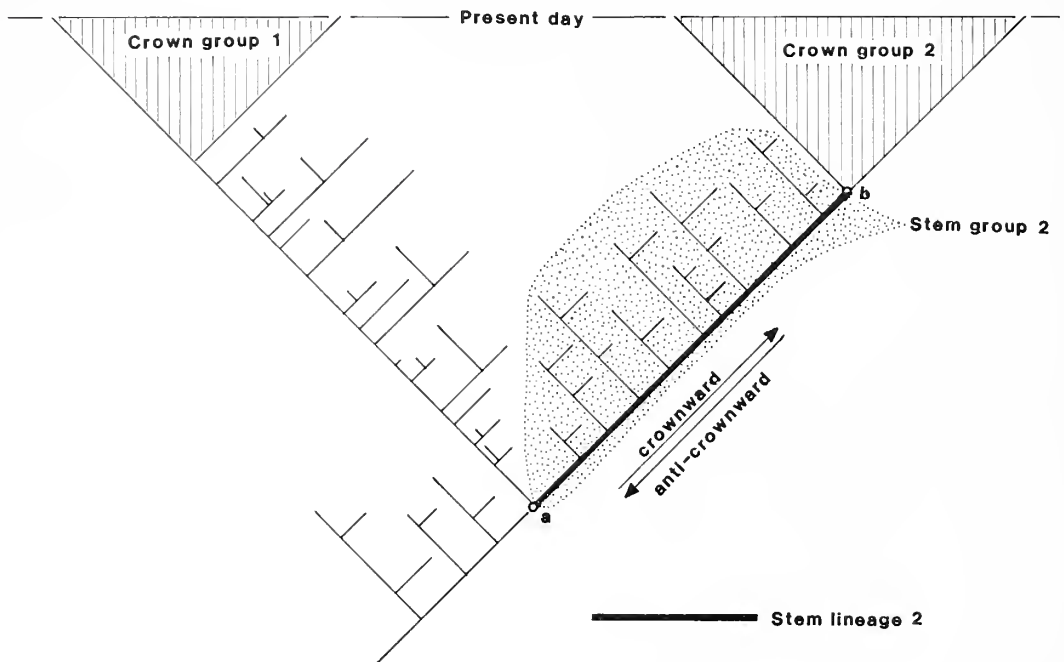 Present day
Crown group 1
Crown group 2
b
Stem group 2
crownward
anti-crownward
a
Stem lineage 2